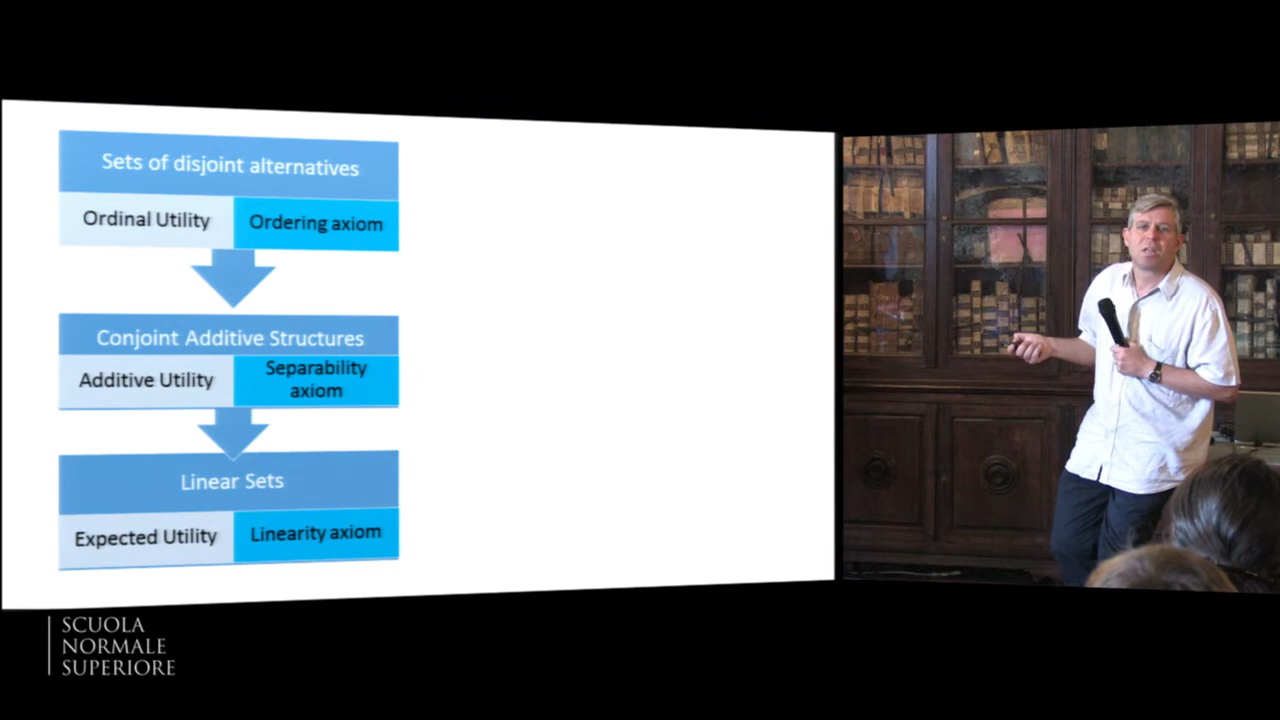 Sets of disjoint alternatives
Ordinal Utility
Ordering axiom
Conjoint Additive Structures
Additive Utility
Separability
axiom
Linear Sets
Expected Utility
Linearity axiom
SCUOLA
NORMALE
SUPERIORE